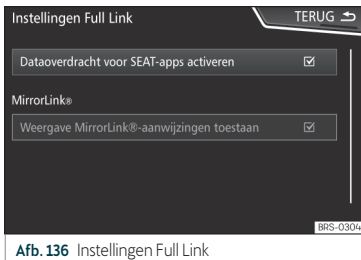 Instellingen Full Link
TERUG
Dataoverdracht voor SEAT-apps activeren
MirrorLink®
Weergave MirrorLink®-aanwijzingen toestaan
BRS-0304
Afb. 136 Instellingen Full Link